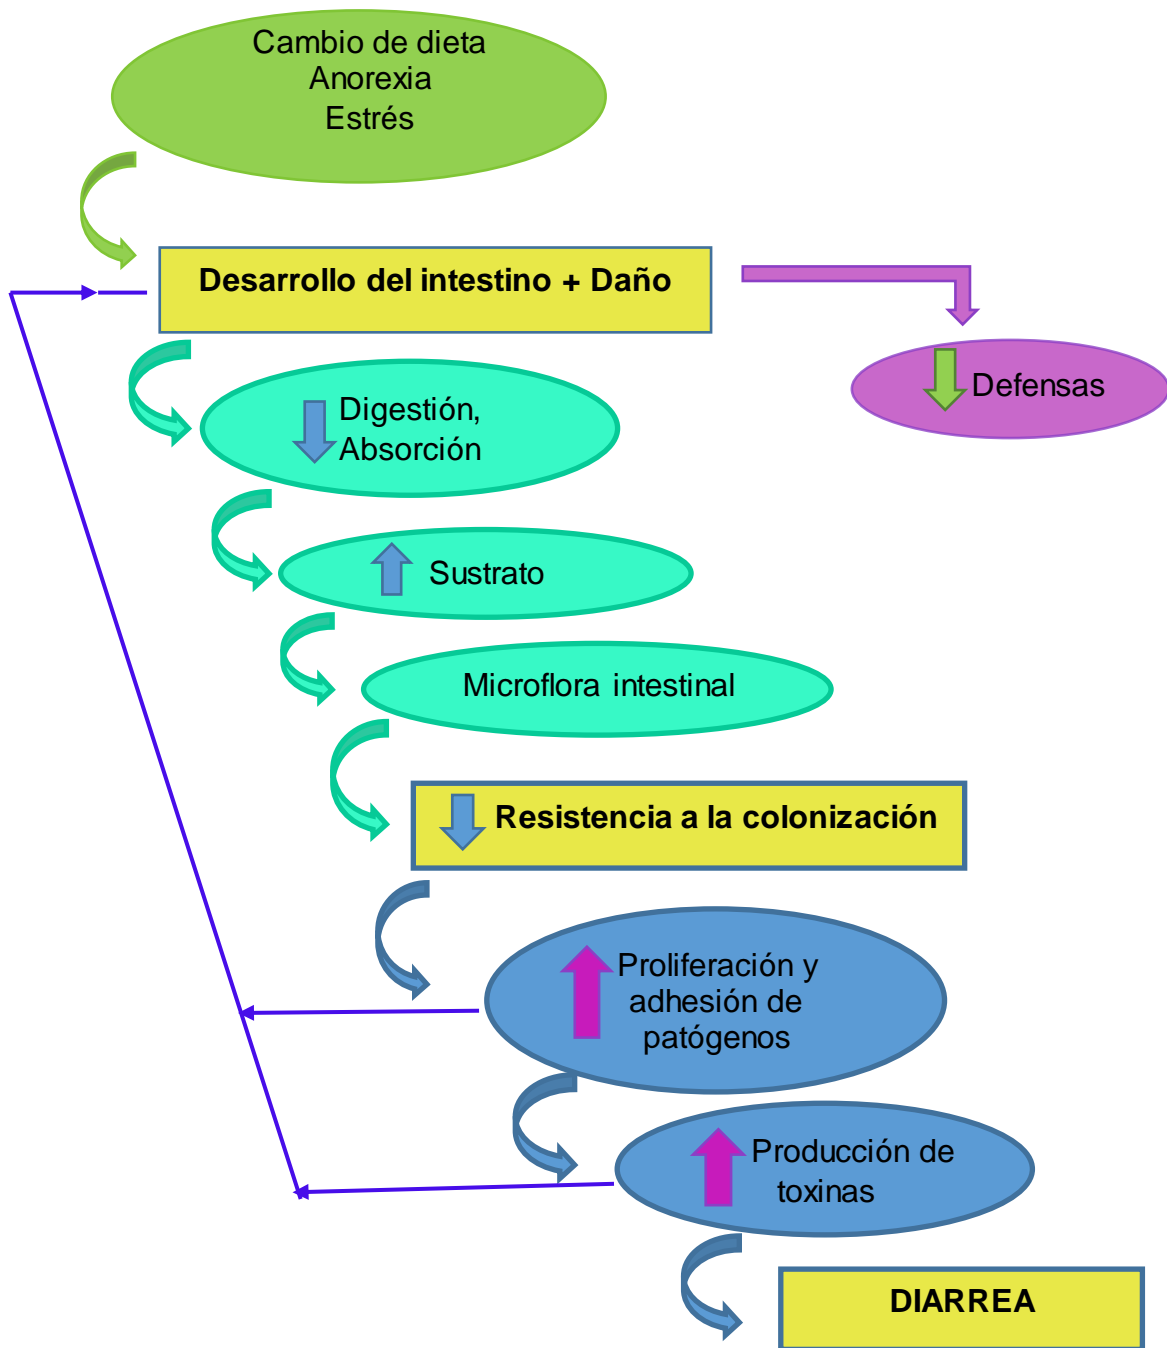 Cambio de dieta
Anorexia
Estrés
Desarrollo del intestino + Daño
Defensas
Digestión,
Absorción
Sustrato
Microflora intestinal
Resistencia a la colonización
Proliferación y
adhesión de
patógenos
Producción de
toxinas
DIARREA